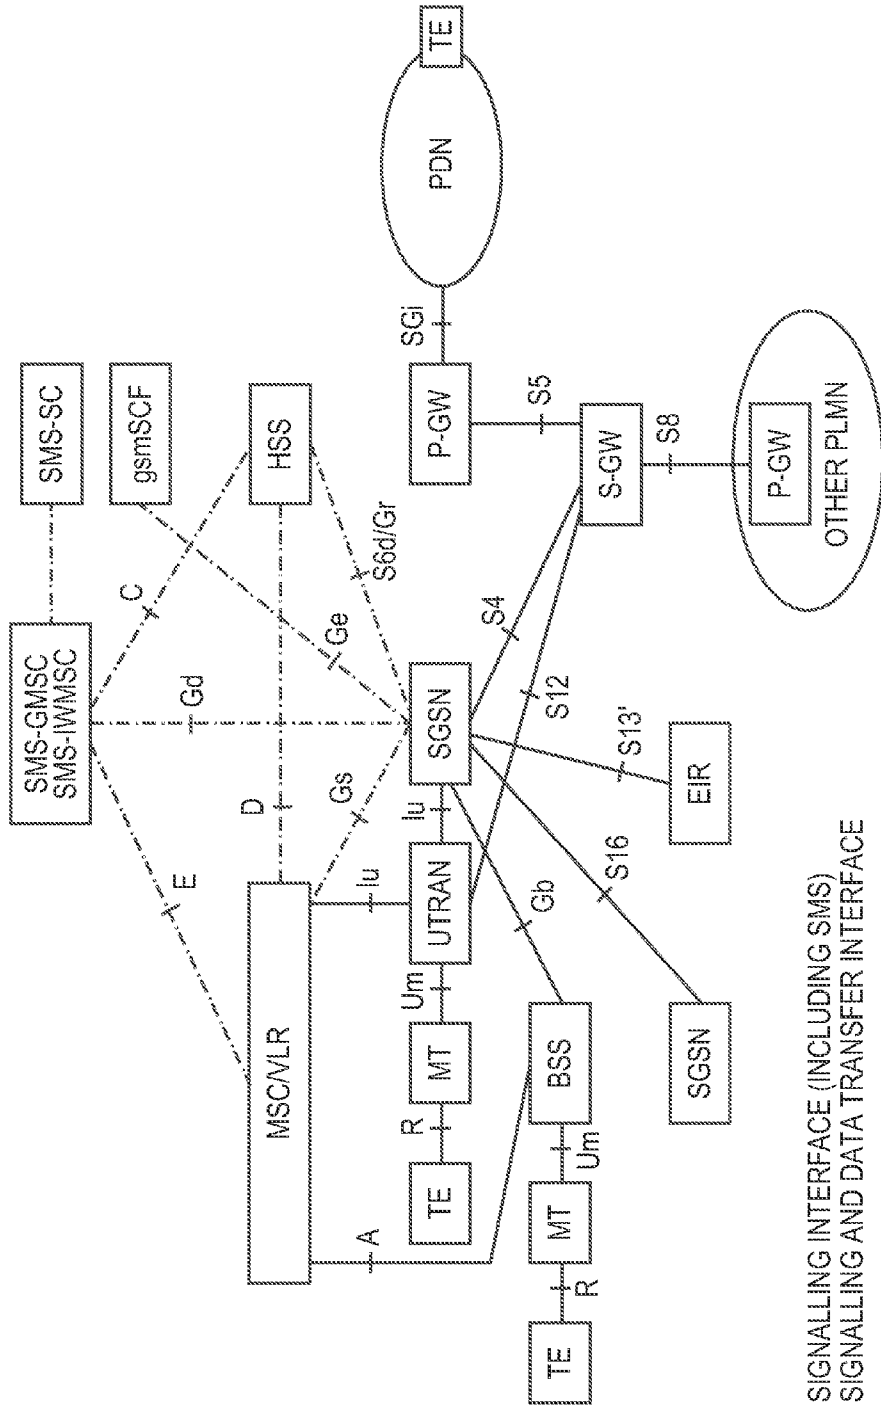 SMS-GMSC
SMS-IWMSC
SMS-SC
gsmSCF
E
Gd
C
D
Gs
Ge
S6d/Gr
MSC/VLR
HSS
A
Iu
TE
R
MT
Um
UTRAN
Iu
SGSN
P-GW
SGi
PDN
TE
TE
R
MT
Um
BSS
Gb
S12
S4
S5
S-GW
SGSN
S16
EIR
S13'
S8
P-GW
OTHER PLMN
SIGNALLING INTERFACE (INCLUDING SMS)
SIGNALLING AND DATA TRANSFER INTERFACE